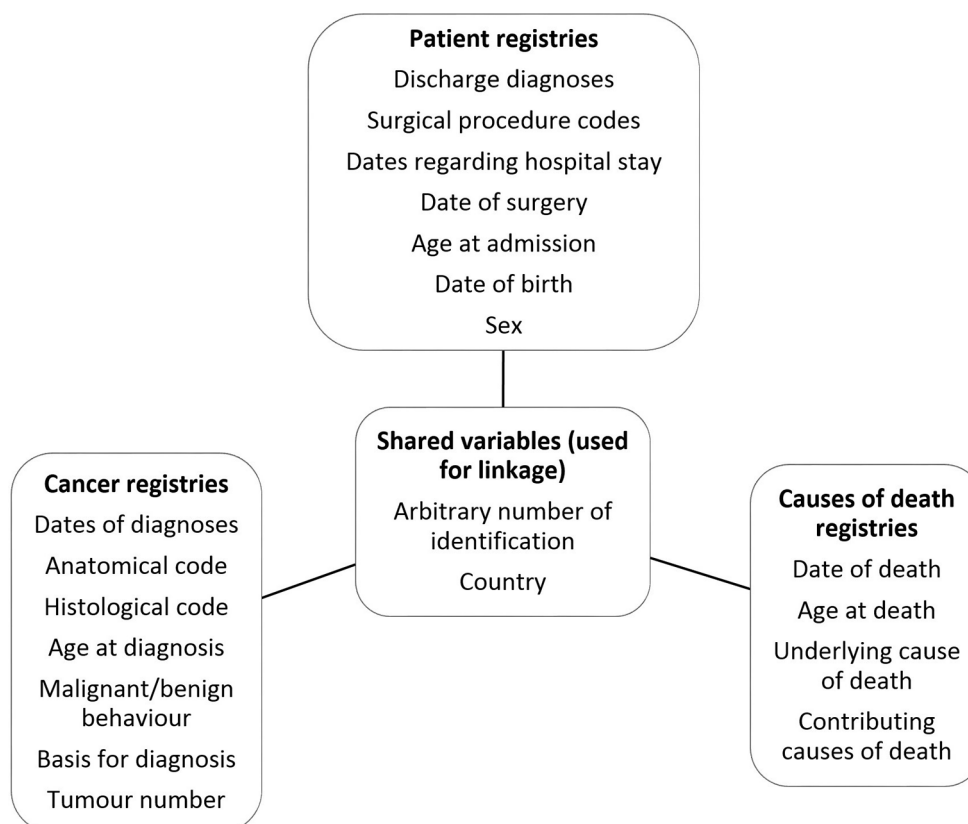 Patient registries
Discharge diagnoses
Surgical procedure codes
Dates regarding hospital stay
Date of surgery
Age at admission
Date of birth
Sex
Shared variables (used
for linkage)
Arbitrary number of
identification
Country
Cancer registries
Dates of diagnoses
Anatomical code
Histological code
Age at diagnosis
Malignant/benign
behaviour
Basis for diagnosis
Tumour number
Causes of death
registries
Date of death
Age at death
Underlying cause
of death
Contributing
causes of death